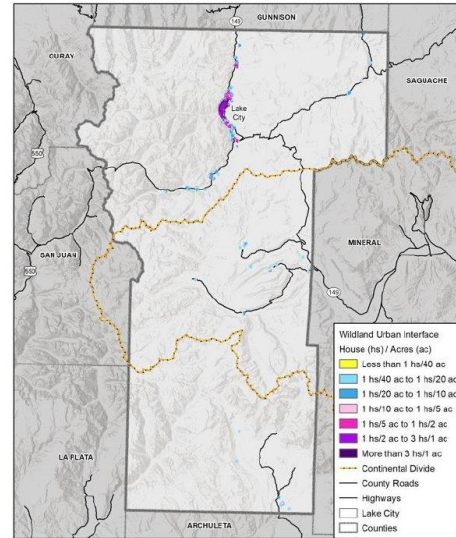 GUNNISON
149
OURAY
SAGUACHE
Lake
City
550
SAN JUAN
MINERAL
550
149
LA PLATA
ARCHULETA
Wildland Urban Interface
House (hs) / Acres (ac)
Less than 1 hs/40 ac
1 hs/40 ac to 1 hs/20 ac
1 hs/20 ac to 1 hs/10 ac
1 hs/10 ac to 1 hs/5 ac
1 hs/5 ac to 1 hs/2 ac
1 hs/2 ac to 3 hs/1 ac
More than 3 hs/1 ac
Continental Divide
County Roads
Highways
Lake City
Counties